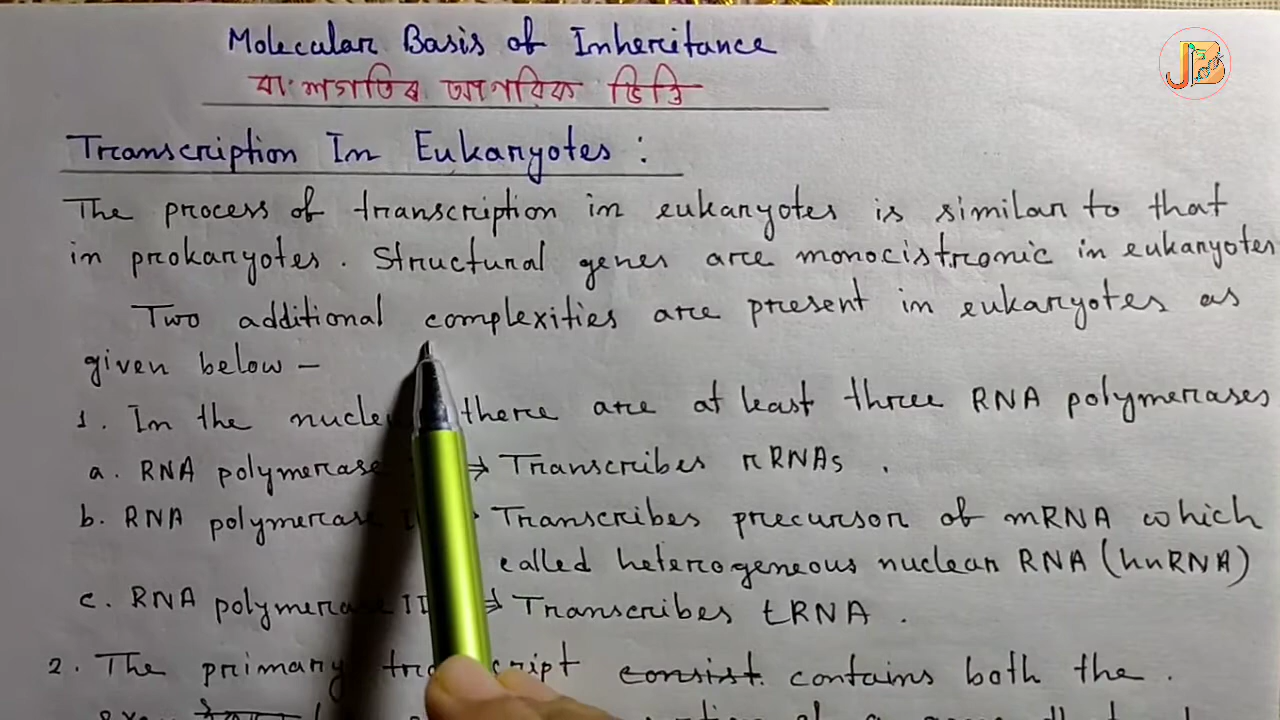 Molecular Basis of Inheritance
বংশগতিৰ আণৱিক ভিত্তি
Transcription In Eukaryotes :
The process of transcription in eukaryotes is similar to that
in prokaryotes. Structural genes are monocistronic in eukaryotes
Two additional complexities are present in eukaryotes as
given below –
1. In the there are at least three RNA polymerases
a. RNA polymerase ⇒ Transcribes rRNAs .
b. RNA polymerase Transcribes precursor of mRNA which
called heterogeneous nuclear RNA (hnRNA)
c. RNA polymerase ⇒ Transcribes tRNA .
2. The primary consist. contains both the .